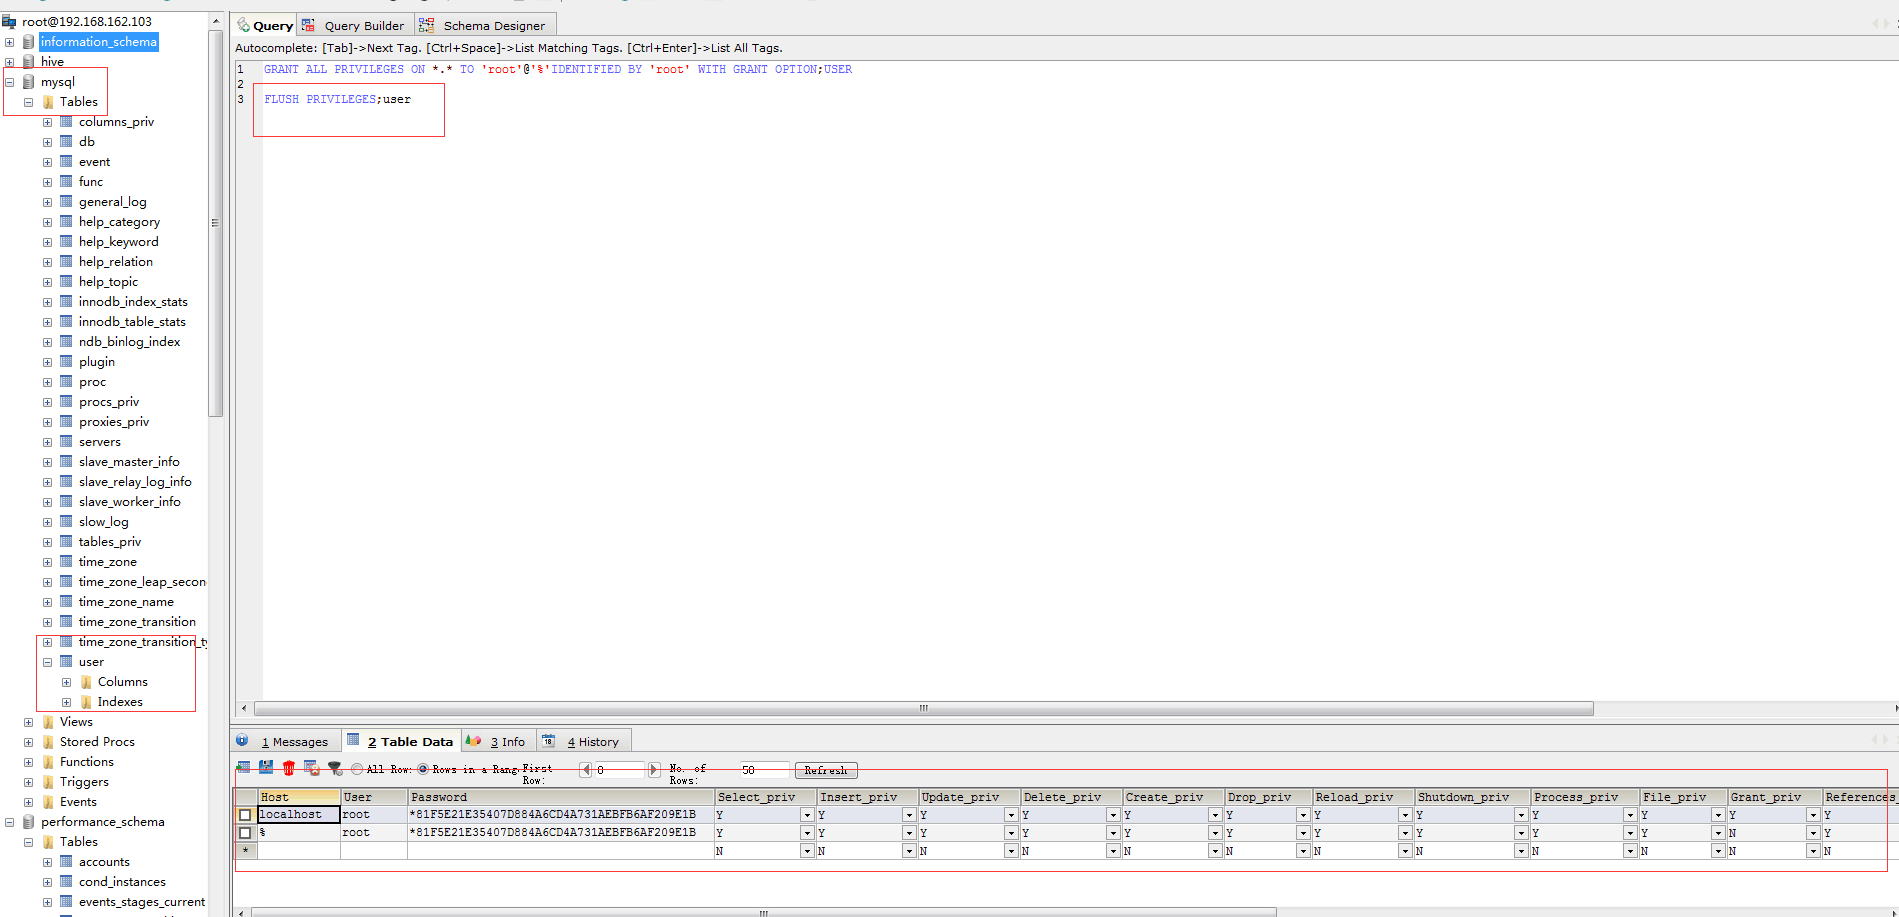 root@192.168.162.103
information_schema
hive
mysql
Tables
columns_priv
db
event
func
general_log
help_category
help_keyword
help_relation
help_topic
innodb_index_stats
innodb_table_stats
ndb_binlog_index
plugin
proc
procs_priv
proxies_priv
servers
slave_master_info
slave_relay_log_info
slave_worker_info
slow_log
tables_priv
time_zone
time_zone_leap_secon
time_zone_name
time_zone_transition
time_zone_transition_ty
user
Columns
Indexes
Views
Stored Procs
Functions
Triggers
Events
performance_schema
Tables
accounts
cond_instances
events_stages_current
Query Query Builder Schema Designer
Autocomplete: [Tab]->Next Tag. [Ctrl+Space]->List Matching Tags. [Ctrl+Enter]->List All Tags.
1 GRANT ALL PRIVILEGES ON *.* TO 'root'@'%'IDENTIFIED BY 'root' WITH GRANT OPTION;USER
2
3 FLUSH PRIVILEGES;user
1 Messages 2 Table Data 3 Info 18 4 History
All Row: Rows in a Rang First Row: 0 No. of Rows: 50 Refresh
Host User Password Select_priv Insert_priv Update_priv Delete_priv Create_priv Drop_priv Reload_priv Shutdown_priv Process_priv File_priv Grant_priv References_
localhost root *81F5E21E35407D884A6CD4A731AEBFB6AF209E1B Y Y Y Y Y Y Y Y Y Y Y Y
% root *81F5E21E35407D884A6CD4A731AEBFB6AF209E1B Y Y Y Y Y Y Y Y Y Y N Y
* N N N N N N N N N N N N